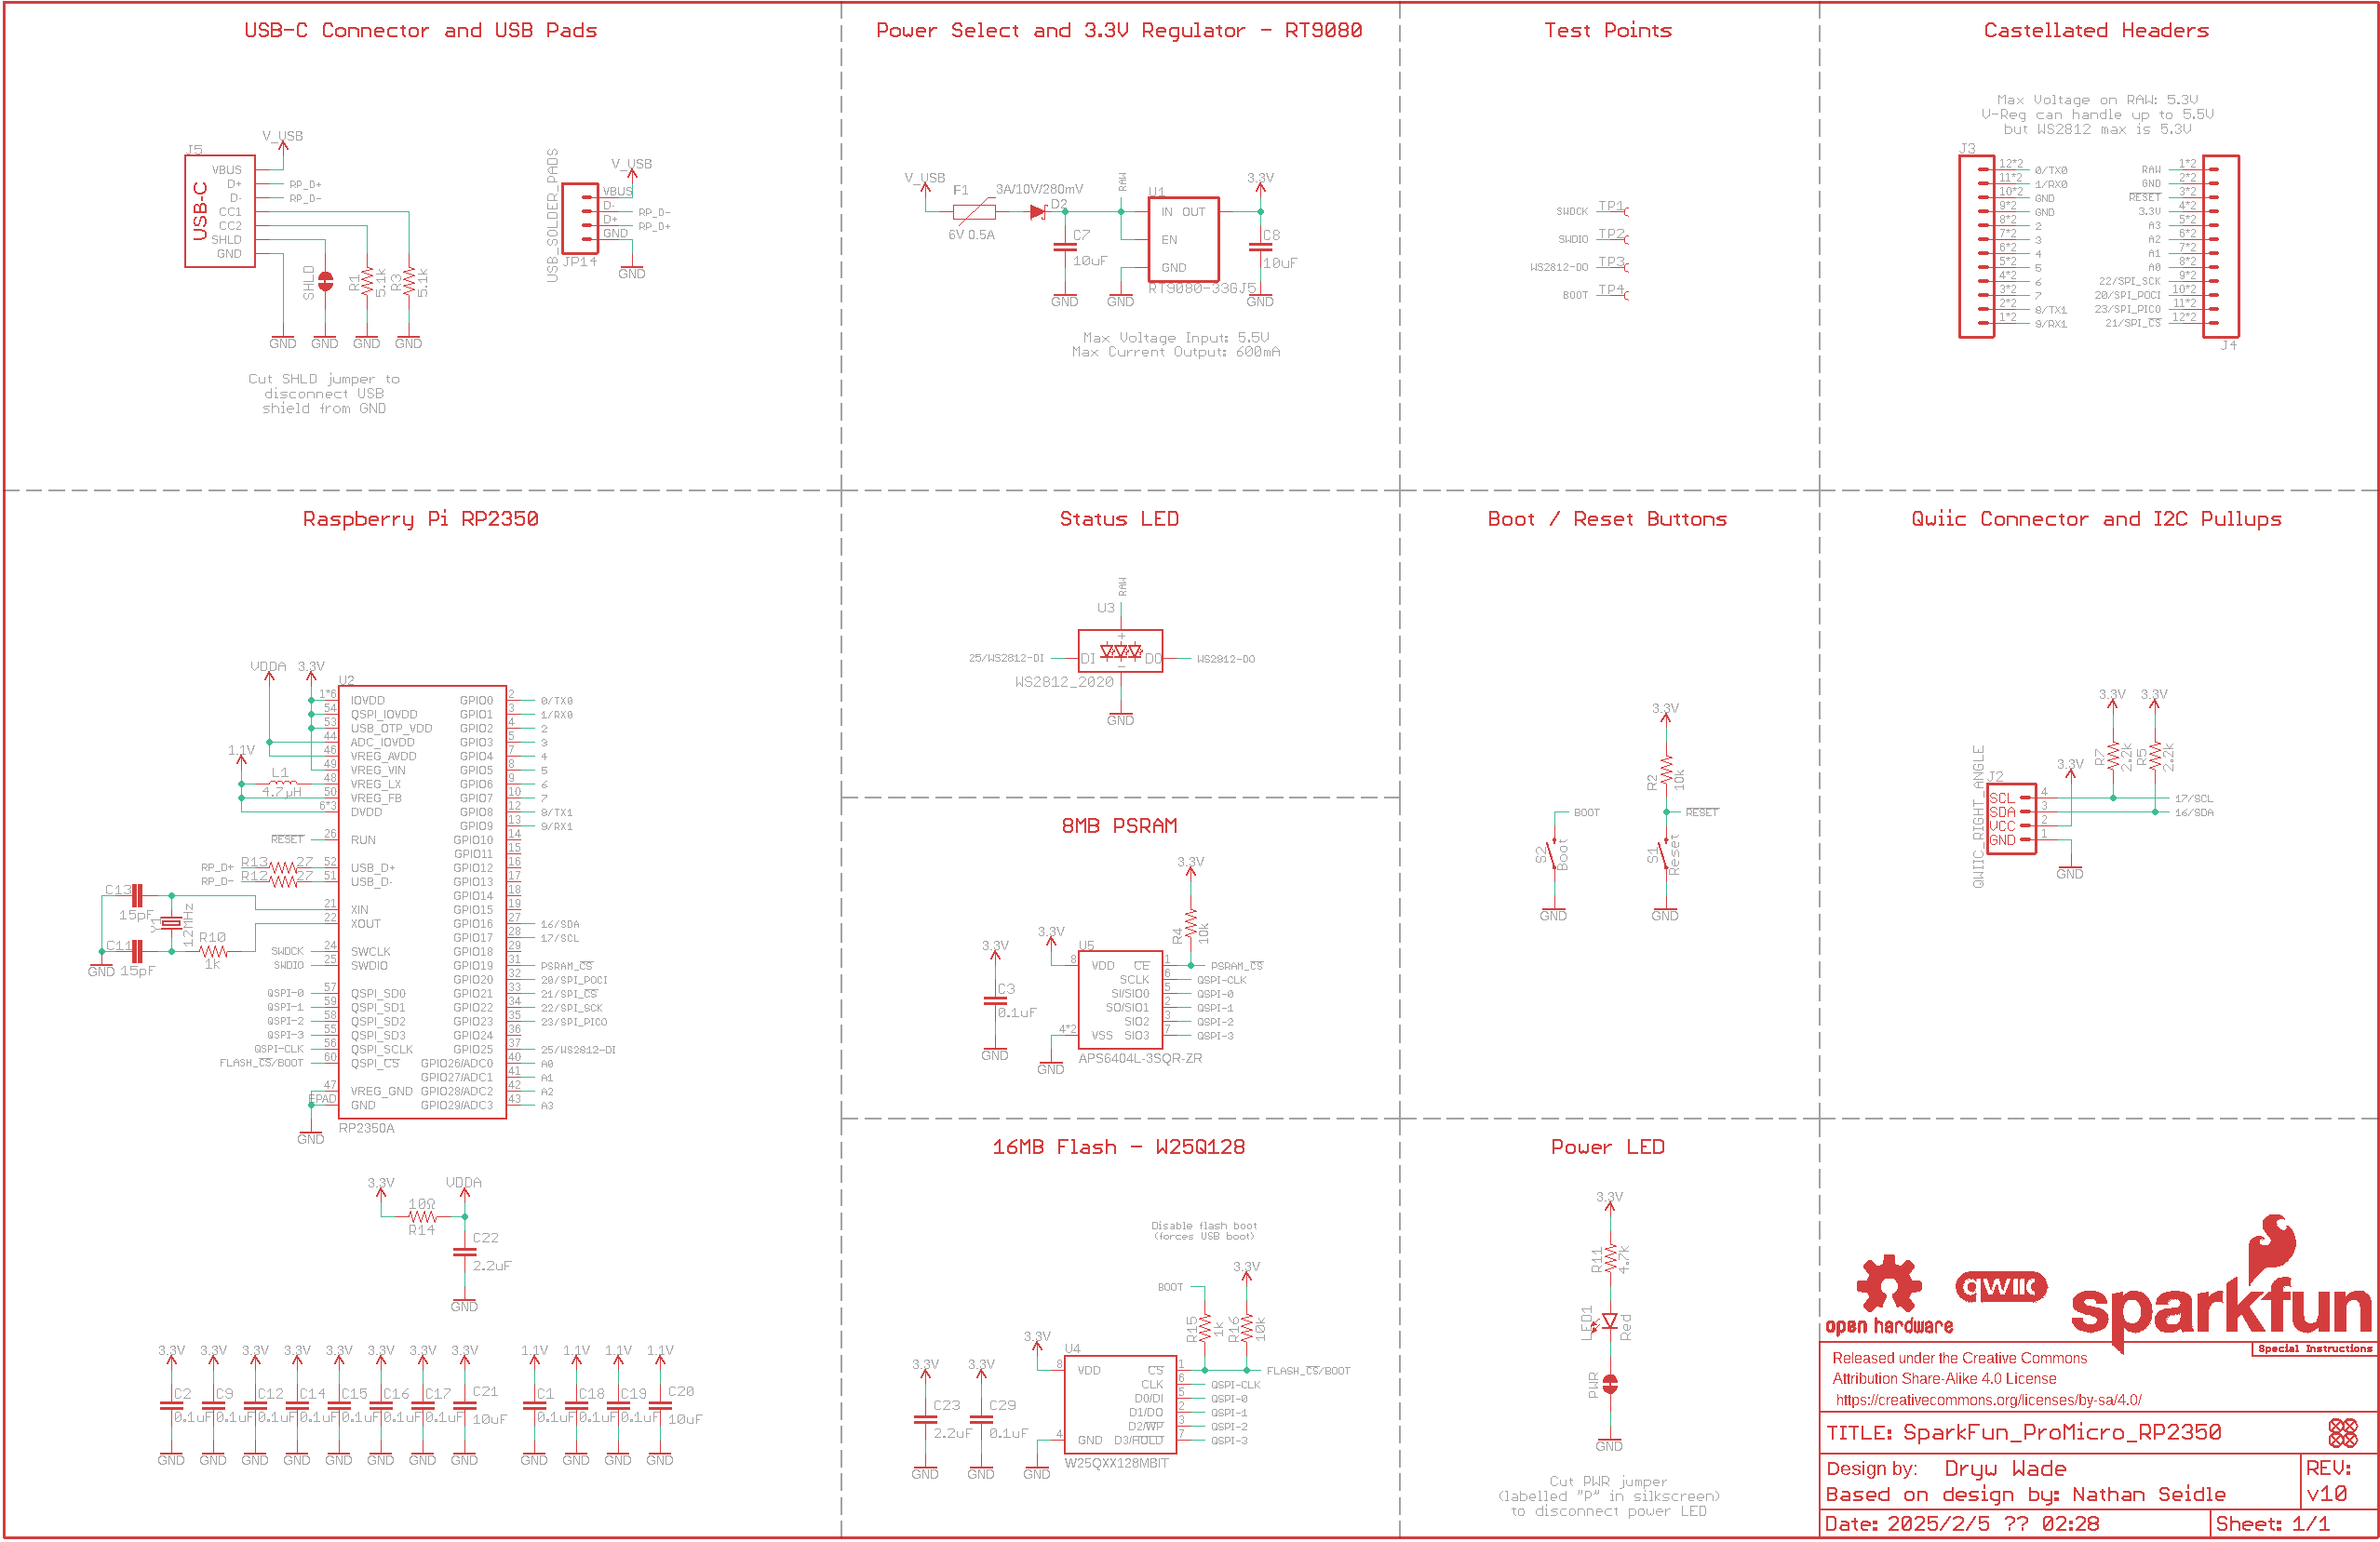 USB-C Connector and USB Pads
V_USB
J5
USB-C
VBUS
D+
D-
CC1
CC2
SHLD
GND
RP_D+
RP_D-
SHLD
R1
5.1k
R3
5.1k
GND
GND
GND
GND
Cut SHLD jumper to
disconnect USB
shield from GND
USB_SOLDER_PADS
V_USB
VBUS
D-
D+
GND
RP_D-
RP_D+
JP14
GND
Power Select and 3.3V Regulator - RT9080
V_USB
F1
6V 0.5A
3A/10V/280mV
D2
RAW
C7
10uF
U1
IN OUT
EN
GND
RT9080-33GJ5
3.3V
C8
10uF
GND
GND
GND
Max Voltage Input: 5.5V
Max Current Output: 600mA
Test Points
SWDCK TP1
SWDIO TP2
WS2812-DO TP3
BOOT TP4
Castellated Headers
Max Voltage on RAW: 5.3V
V-Reg can handle up to 5.5V
but WS2812 max is 5.3V
J3
12*2 0/TX0
11*2 1/RX0
10*2 GND
9*2 GND
8*2 2
7*2 3
6*2 4
5*2 5
4*2 6
3*2 7
2*2 8/TX1
1*2 9/RX1
RAW 1*2
GND 2*2
RESET 3*2
3.3V 4*2
A3 5*2
A2 6*2
A1 7*2
A0 8*2
22/SPI_SCK 9*2
20/SPI_POCI 10*2
23/SPI_PICO 11*2
21/SPI_CS 12*2
J4
Raspberry Pi RP2350
VDDA 3.3V
1.1V
L1
4.7µH
U2
1*6 IOVDD
54 QSPI_IOVDD
53 USB_OTP_VDD
44 ADC_IOVDD
46 VREG_AVDD
49 VREG_VIN
48 VREG_LX
50 VREG_FB
6*3 DVDD
RESET 26 RUN
RP_D+ R13 27 52 USB_D+
RP_D- R12 27 51 USB_D-
21 XIN
22 XOUT
C13
15pF
12MHz
C11
GND 15pF
R10
1k
SWDCK 24 SWCLK
SWDIO 25 SWDIO
QSPI-0 57 QSPI_SD0
QSPI-1 59 QSPI_SD1
QSPI-2 58 QSPI_SD2
QSPI-3 55 QSPI_SD3
QSPI-CLK 56 QSPI_SCLK
FLASH_CS/BOOT 60 QSPI_CS
47 VREG_GND
EPAD GND
GND
RP2350A
GPIO0 2 0/TX0
GPIO1 3 1/RX0
GPIO2 4 2
GPIO3 5 3
GPIO4 7 4
GPIO5 8 5
GPIO6 9 6
GPIO7 10 7
GPIO8 12 8/TX1
GPIO9 13 9/RX1
GPIO10 14
GPIO11 15
GPIO12 16
GPIO13 17
GPIO14 18
GPIO15 19
GPIO16 27 16/SDA
GPIO17 28 17/SCL
GPIO18 29
GPIO19 31 PSRAM_CS
GPIO20 32 20/SPI_POCI
GPIO21 33 21/SPI_CS
GPIO22 34 22/SPI_SCK
GPIO23 35 23/SPI_PICO
GPIO24 36
GPIO25 37 25/WS2812-DI
GPIO26/ADC0 40 A0
GPIO27/ADC1 41 A1
GPIO28/ADC2 42 A2
GPIO29/ADC3 43 A3
3.3V VDDA
10Ω
R14
C22
2.2uF
GND
3.3V 3.3V 3.3V 3.3V 3.3V 3.3V 3.3V 3.3V 1.1V 1.1V 1.1V 1.1V
C2 C9 C12 C14 C15 C16 C17 C21 C1 C18 C19 C20
0.1uF 0.1uF 0.1uF 0.1uF 0.1uF 0.1uF 0.1uF 10uF 0.1uF 0.1uF 0.1uF 10uF
GND GND GND GND GND GND GND GND GND GND GND GND
Status LED
RAW
U3
25/WS2812-DI DI DO WS2812-DO
WS2812_2020
GND
8MB PSRAM
3.3V
R4
10k
3.3V
3.3V
C3
0.1uF
GND
U5
8 VDD
4*2 VSS
CE 1 PSRAM_CS
SCLK 6 QSPI-CLK
SI/SIO0 5 QSPI-0
SO/SIO1 2 QSPI-1
SIO2 3 QSPI-2
SIO3 7 QSPI-3
APS6404L-3SQR-ZR
GND
16MB Flash - W25Q128
Disable flash boot
(forces USB boot)
BOOT
3.3V
R15
1k
R16
10k
3.3V
3.3V
3.3V
C23
2.2uF
C29
0.1uF
GND
GND
GND
U4
8 VDD
4 GND
CS 1 FLASH_CS/BOOT
CLK 6 QSPI-CLK
D0/DI 5 QSPI-0
D1/DO 2 QSPI-1
D2/WP 3 QSPI-2
D3/HOLD 7 QSPI-3
W25QXX128MBIT
Boot / Reset Buttons
BOOT
S2
Boot
GND
3.3V
R2
10k
RESET
S1
Reset
GND
Power LED
3.3V
R11
4.7k
LED1
Red
PWR
GND
Cut PWR jumper
(labelled "P" in silkscreen)
to disconnect power LED
Qwiic Connector and I2C Pullups
QWIIC_RIGHT_ANGLE
3.3V 3.3V
R7
2.2k
R5
2.2k
3.3V
J2
SCL 4 17/SCL
SDA 3 16/SDA
VCC 2
GND 1
GND
open hardware
qwiic
sparkfun
Special Instructions
Released under the Creative Commons
Attribution Share-Alike 4.0 License
https://creativecommons.org/licenses/by-sa/4.0/
TITLE: SparkFun_ProMicro_RP2350
Design by: Dryw Wade
Based on design by: Nathan Seidle
REV:
v10
Date: 2025/2/5 ?? 02:28
Sheet: 1/1